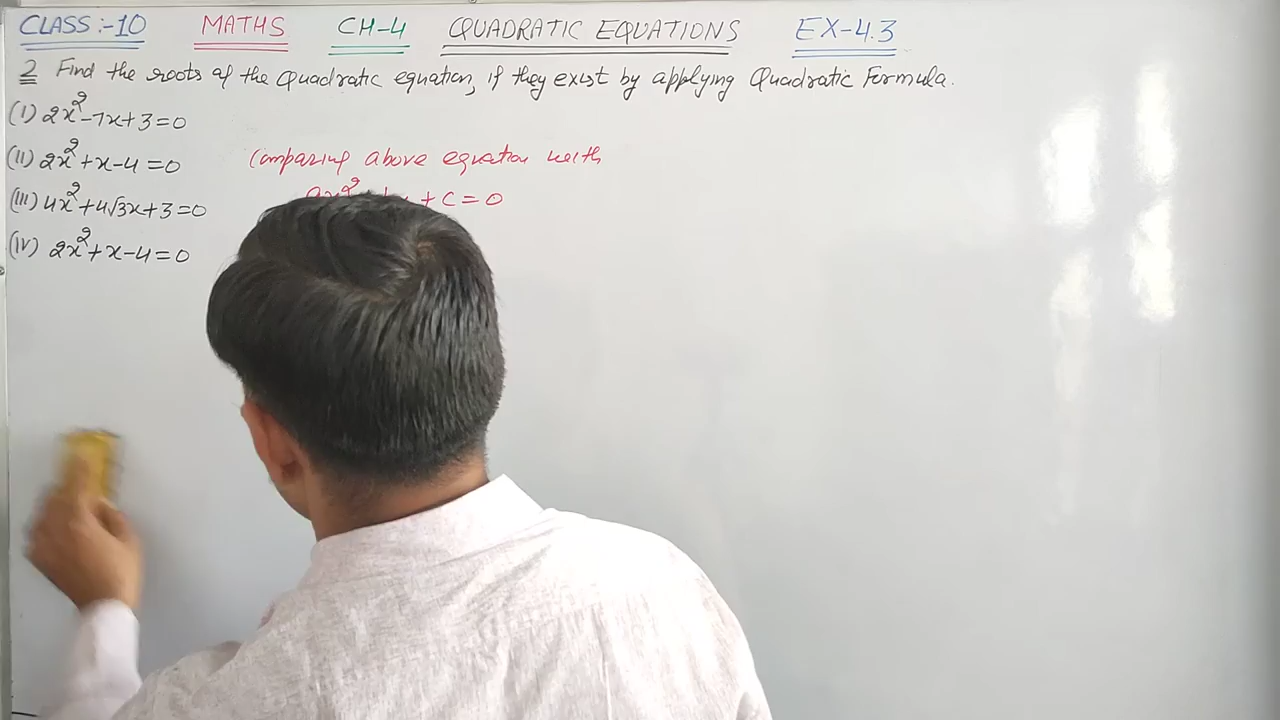 CLASS :- 10 MATHS CH-4 QUADRATIC EQUATIONS EX-4.3
2 Find the roots of the Quadratic equation, if they exist by applying Quadratic Formula.
(I) 2x²-7x+3=0
(II) 2x²+x-4=0
Comparing above equation with
(III) 4x²+4√3x+3=0
ax² + c = 0
(IV) 2x²+x-4=0